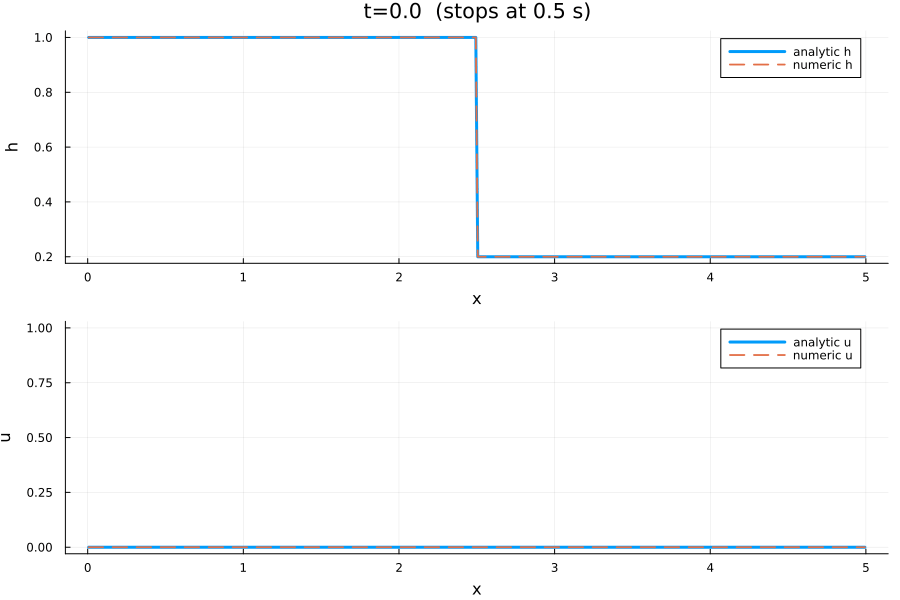 t=0.0  (stops at 0.5 s)
1.0
analytic h
numeric h
0.8
0.6
h
0.4
0.2
0 1 2 3 4 5
x
1.00
analytic u
numeric u
0.75
0.50
u
0.25
0.00
0 1 2 3 4 5
x